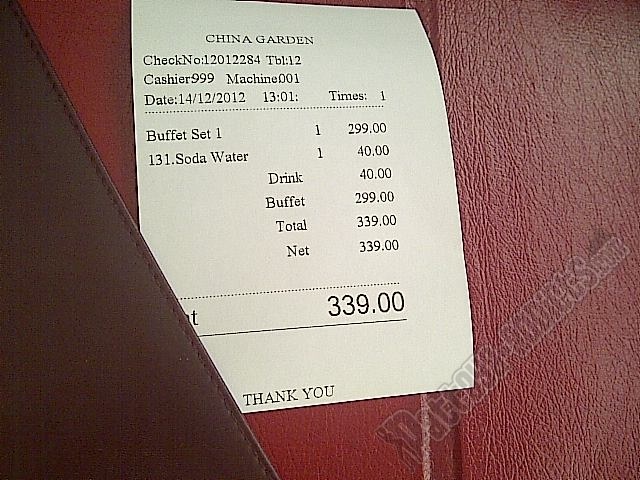 CHINA GARDEN
CheckNo:12012284 Tbl:12
Cashier999 Machine001
Date:14/12/2012 13:01: Times: 1
Buffet Set 1 1 299.00
131.Soda Water 1 40.00
Drink 40.00
Buffet 299.00
Total 339.00
Net 339.00
339.00
THANK YOU